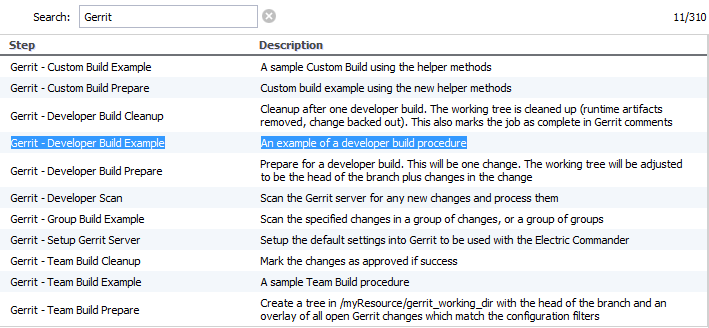 Search: Gerrit 11/310
Step Description
Gerrit - Custom Build Example A sample Custom Build using the helper methods
Gerrit - Custom Build Prepare Custom build example using the new helper methods
Gerrit - Developer Build Cleanup Cleanup after one developer build. The working tree is cleaned up (runtime artifacts
removed, change backed out). This also marks the job as complete in Gerrit comments
Gerrit - Developer Build Example An example of a developer build procedure
Gerrit - Developer Build Prepare Prepare for a developer build. This will be one change. The working tree will be adjusted
to be the head of the branch plus changes in the change
Gerrit - Developer Scan Scan the Gerrit server for any new changes and process them
Gerrit - Group Build Example Scan the specified changes in a group of changes, or a group of groups
Gerrit - Setup Gerrit Server Setup the default settings into Gerrit to be used with the Electric Commander
Gerrit - Team Build Cleanup Mark the changes as approved if success
Gerrit - Team Build Example A sample Team Build procedure
Gerrit - Team Build Prepare Create a tree in /myResource/gerrit_working_dir with the head of the branch and an
overlay of all open Gerrit changes which match the configuration filters